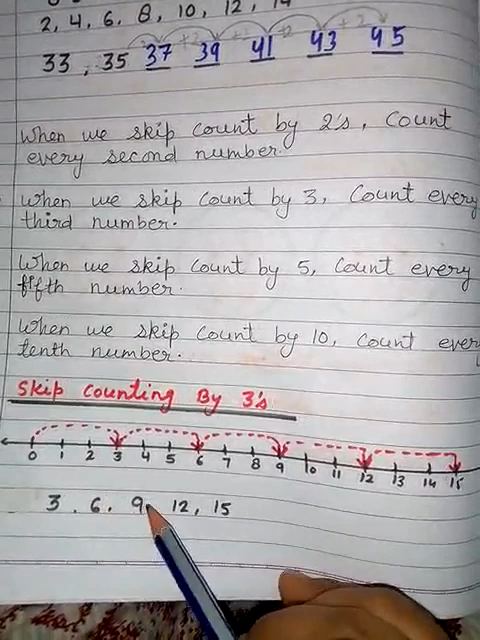 2, 4, 6, 8, 10, 12, 14
+2 +2 +2 +2
33, 35 37 39 41 43 45
When we skip count by 2's, Count
every second number.
When we skip count by 3, Count every
third number.
When we skip count by 5, Count every
fifth number.
When we skip count by 10, Count every
tenth number.
Skip Counting By 3's
0 1 2 3 4 5 6 7 8 9 10 11 12 13 14 15
3, 6, 9, 12, 15